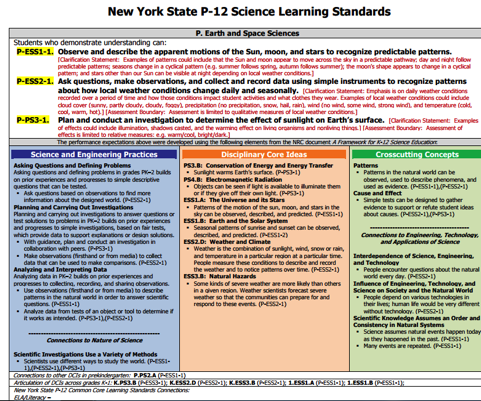 New York State P-12 Science Learning Standards
P. Earth and Space Sciences
Students who demonstrate understanding can:
P-ESS1-1. Observe and describe the apparent motions of the Sun, moon, and stars to recognize predictable patterns.
[Clarification Statement: Examples of patterns could include that the Sun and moon appear to move across the sky in a predictable pathway; day and night follow
predictable patterns; seasons change in a cyclical pattern (e.g. summer follows spring, autumn follows summer); the moon's shape appears to change in a cyclical
pattern; and stars other than our Sun can be visible at night depending on local weather conditions.]
P-ESS2-1. Ask questions, make observations, and collect and record data using simple instruments to recognize patterns
about how local weather conditions change daily and seasonally. [Clarification Statement: Emphasis is on daily weather conditions
recorded over a period of time and how those conditions impact student activities and what clothes they wear. Examples of local weather conditions could include
cloud cover (sunny, partly cloudy, cloudy, foggy), precipitation (no precipitation, snow, hail, rain), wind (no wind, some wind, strong wind), and temperature (cold,
cool, warm, hot).] [Assessment Boundary: Assessment is limited to qualitative measures of local weather conditions.]
P-PS3-1. Plan and conduct an investigation to determine the effect of sunlight on Earth's surface. [Clarification Statement: Examples
of effects could include illumination, shadows casted, and the warming effect on living organisms and nonliving things.] [Assessment Boundary: Assessment of
effects is limited to relative measures: e.g. warm/cool, bright/dark.]
The performance expectations above were developed using the following elements from the NRC document A Framework for K-12 Science Education:
Science and Engineering Practices
Asking Questions and Defining Problems
Asking questions and defining problems in grades PK–2 builds
on prior experiences and progresses to simple descriptive
questions that can be tested.
• Ask questions based on observations to find more
information about the designed world. (P-ESS2-1)
Planning and Carrying Out Investigations
Planning and carrying out investigations to answer questions or
test solutions to problems in PK–2 builds on prior experiences
and progresses to simple investigations, based on fair tests,
which provide data to support explanations or design solutions.
• With guidance, plan and conduct an investigation in
collaboration with peers. (P-PS3-1)
• Make observations (firsthand or from media) to collect
data that can be used to make comparisons. (P-ESS2-1)
Analyzing and Interpreting Data
Analyzing data in PK–2 builds on prior experiences and
progresses to collecting, recording, and sharing observations.
• Use observations (firsthand or from media) to describe
patterns in the natural world in order to answer scientific
questions. (P-ESS1-1)
• Analyze data from tests of an object or tool to determine if
it works as intended. (P-PS3-1),(P-ESS2-1)
Connections to Nature of Science
Scientific Investigations Use a Variety of Methods
• Scientists use different ways to study the world. (P-ESS1-
1),(P-ESS2-1),(P-PS3-1)
Disciplinary Core Ideas
PS3.B: Conservation of Energy and Energy Transfer
• Sunlight warms Earth's surface. (P-PS3-1)
PS4.B: Electromagnetic Radiation
• Objects can be seen if light is available to illuminate them
or if they give off their own light. (P-PS3-1)
ESS1.A: The Universe and its Stars
• Patterns of the motion of the sun, moon, and stars in the
sky can be observed, described, and predicted. (P-ESS1-1)
ESS1.B: Earth and the Solar System
• Seasonal patterns of sunrise and sunset can be observed,
described, and predicted. (P-ESS1-1)
ESS2.D: Weather and Climate
• Weather is the combination of sunlight, wind, snow or rain,
and temperature in a particular region at a particular time.
People measure these conditions to describe and record
the weather and to notice patterns over time. (P-ESS2-1)
ESS3.B: Natural Hazards
• Some kinds of severe weather are more likely than others
in a given region. Weather scientists forecast severe
weather so that the communities can prepare for and
respond to these events. (P-ESS2-1)
Crosscutting Concepts
Patterns
• Patterns in the natural world can be
observed, used to describe phenomena, and
used as evidence. (P-ESS1-1),(P-ESS2-1)
Cause and Effect
• Simple tests can be designed to gather
evidence to support or refute student ideas
about causes. (P-ESS2-1),(P-PS3-1)
Connections to Engineering, Technology,
and Applications of Science
Interdependence of Science, Engineering,
and Technology
• People encounter questions about the natural
world every day. (P-ESS2-1)
Influence of Engineering, Technology, and
Science on Society and the Natural World
• People depend on various technologies in
their lives; human life would be very different
without technology. (P-ESS2-1)
Scientific Knowledge Assumes an Order and
Consistency in Natural Systems
• Science assumes natural events happen today
as they happened in the past. (P-ESS1-1)
• Many events are repeated. (P-ESS1-1)
Connections to other DCIs in prekindergarten: P.PS2.A (P-ESS1-1)
Articulation of DCIs across grades K-1: K.PS3.B (P-ESS3-1); K.ESS2.D (P-ESS2-1); K.ESS3.B (P-ESS2-1); 1.ESS1.A (P-ESS1-1); 1.ESS1.B (P-ESS1-1);
New York State P-12 Common Core Learning Standards Connections:
ELA/Literacy –